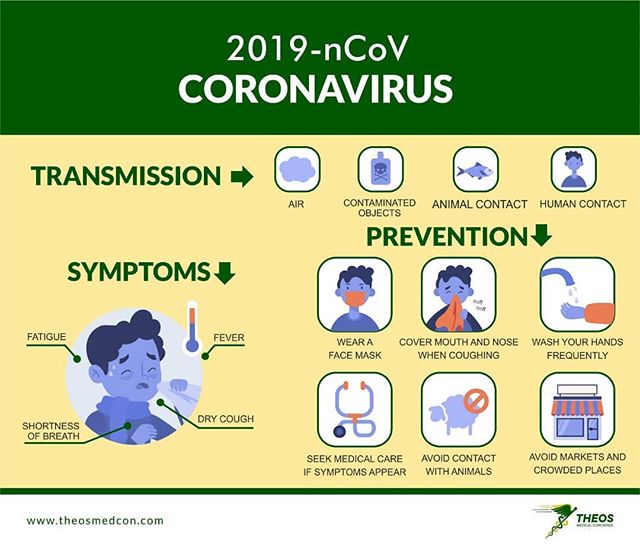 2019-nCoV
CORONAVIRUS
TRANSMISSION
AIR
CONTAMINATED
OBJECTS
ANIMAL CONTACT
HUMAN CONTACT
SYMPTOMS
FATIGUE
FEVER
SHORTNESS
OF BREATH
DRY COUGH
PREVENTION
WEAR A
FACE MASK
coff
coff
COVER MOUTH AND NOSE
WHEN COUGHING
WASH YOUR HANDS
FREQUENTLY
SEEK MEDICAL CARE
IF SYMPTOMS APPEAR
AVOID CONTACT
WITH ANIMALS
AVOID MARKETS AND
CROWDED PLACES
www.theosmedcon.com
THEOS
MEDICAL CONCIERGE